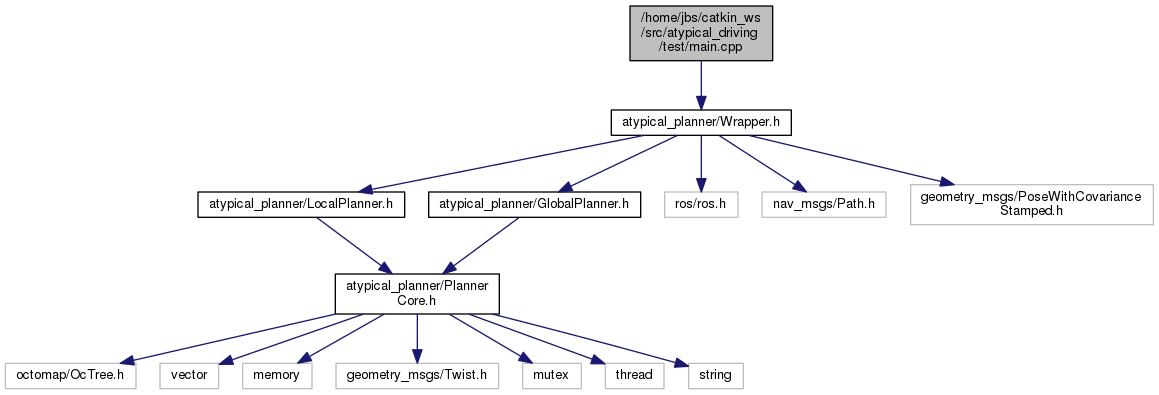 /home/jbs/catkin_ws
/src/atypical_driving
/test/main.cpp
atypical_planner/Wrapper.h
atypical_planner/LocalPlanner.h
atypical_planner/GlobalPlanner.h
ros/ros.h
nav_msgs/Path.h
geometry_msgs/PoseWithCovariance
Stamped.h
atypical_planner/Planner
Core.h
octomap/OcTree.h
vector
memory
geometry_msgs/Twist.h
mutex
thread
string